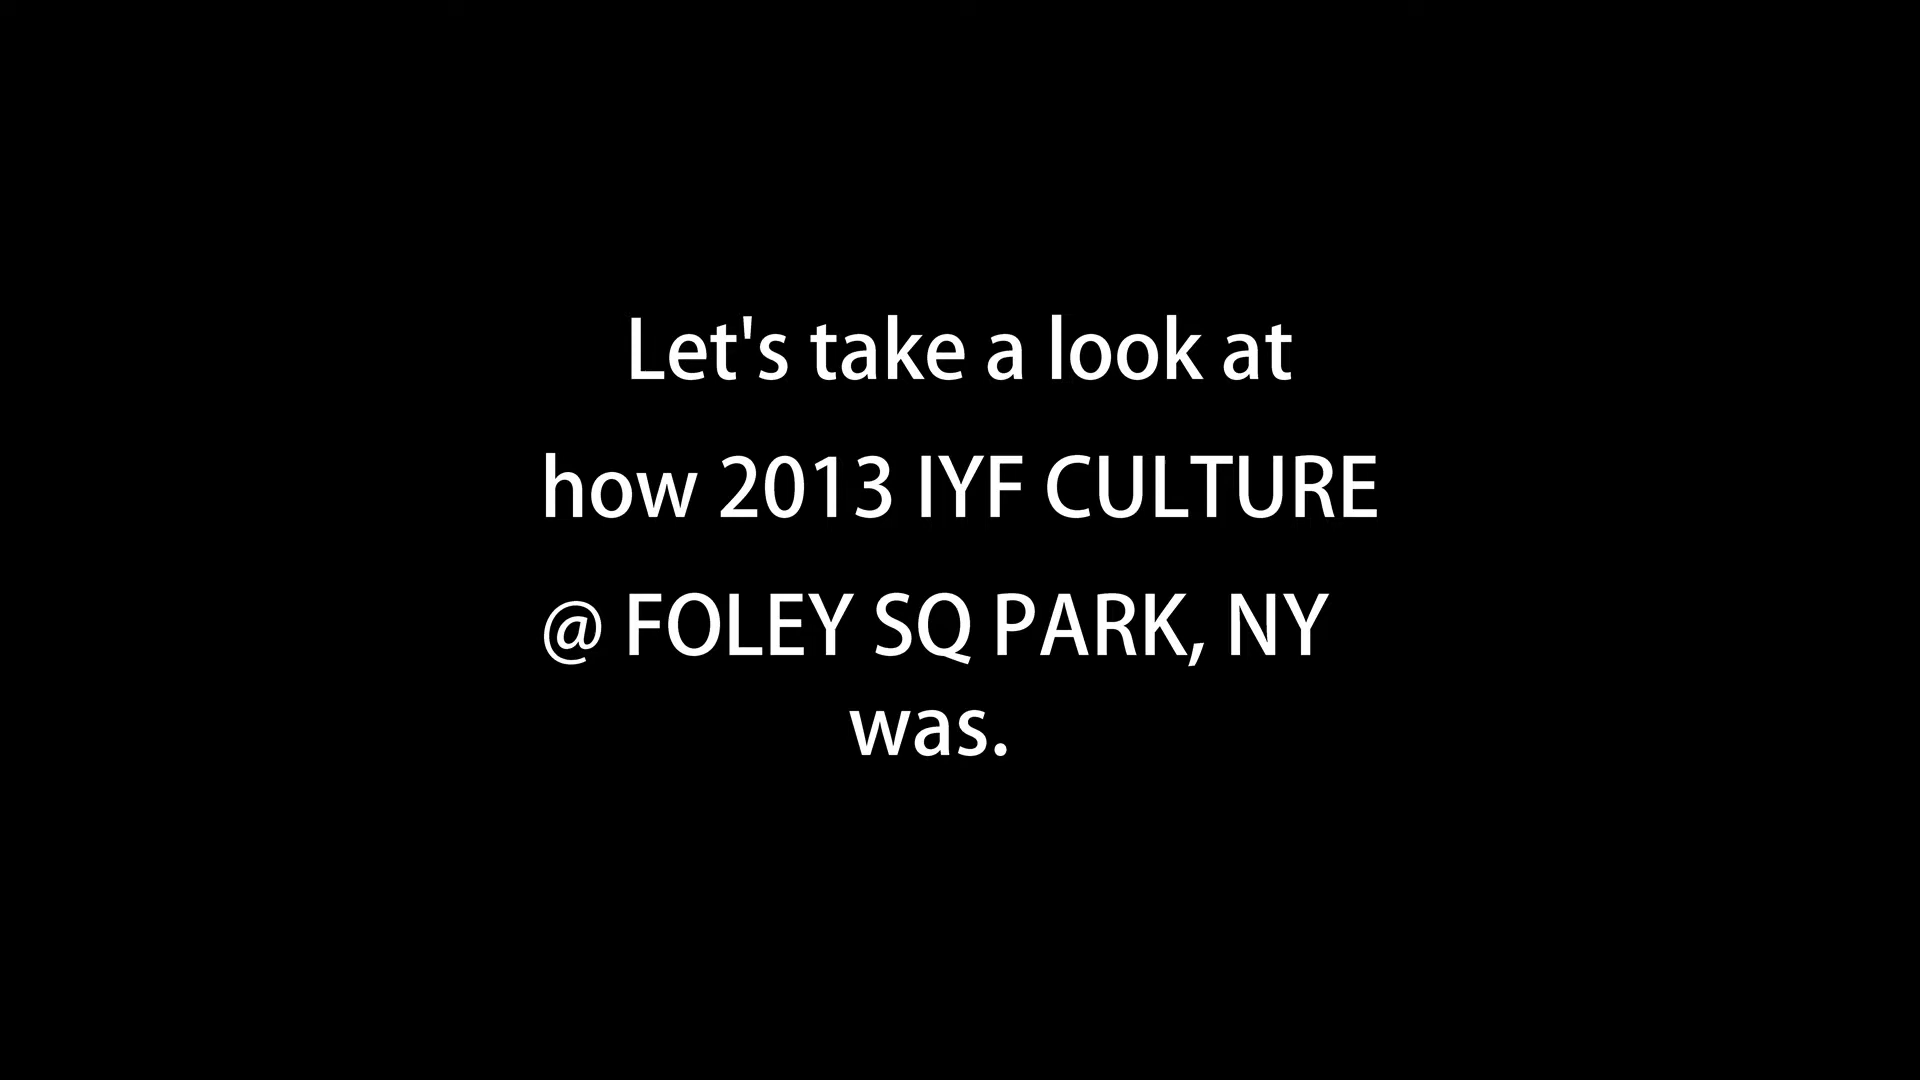 Let's take a look at
how 2013 IYF CULTURE
@ FOLEY SQ PARK, NY
was.